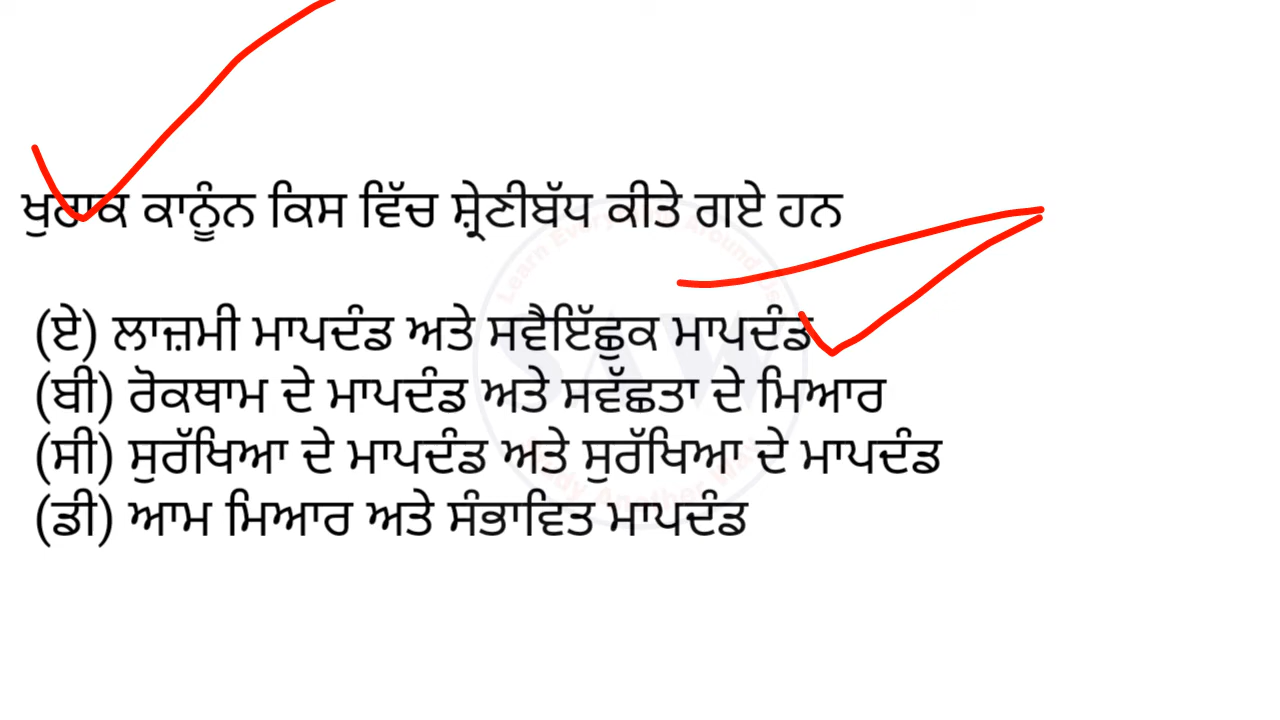 ਖੁਰਾਕ ਕਾਨੂੰਨ ਕਿਸ ਵਿੱਚ ਸ਼੍ਰੇਣੀਬੱਧ ਕੀਤੇ ਗਏ ਹਨ
(ਏ) ਲਾਜ਼ਮੀ ਮਾਪਦੰਡ ਅਤੇ ਸਵੈਇੱਛੁਕ ਮਾਪਦੰਡ
(ਬੀ) ਰੋਕਥਾਮ ਦੇ ਮਾਪਦੰਡ ਅਤੇ ਸਵੱਛਤਾ ਦੇ ਮਿਆਰ
(ਸੀ) ਸੁਰੱਖਿਆ ਦੇ ਮਾਪਦੰਡ ਅਤੇ ਸੁਰੱਖਿਆ ਦੇ ਮਾਪਦੰਡ
(ਡੀ) ਆਮ ਮਿਆਰ ਅਤੇ ਸੰਭਾਵਿਤ ਮਾਪਦੰਡ
SAW